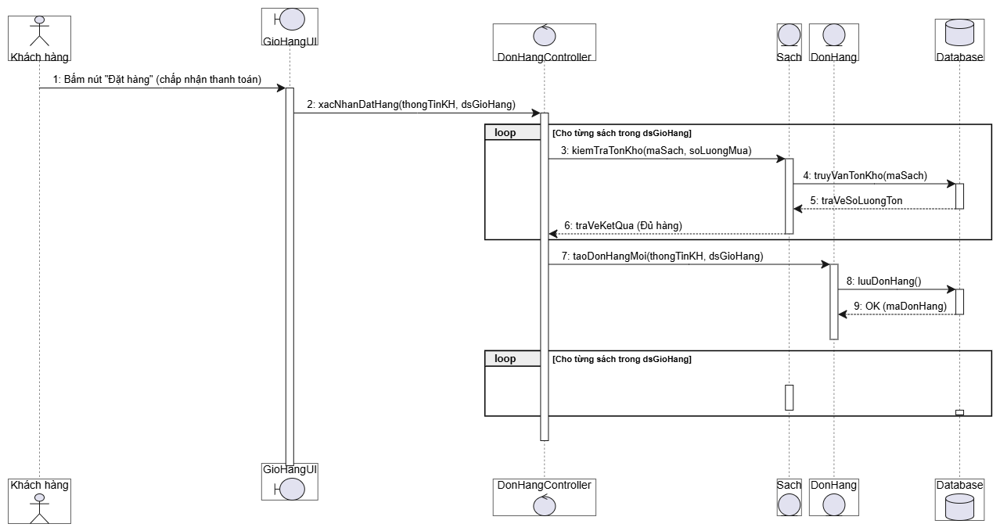 Khách hàng
GioHangUI
DonHangController
Sach
DonHang
Database
1: Bấm nút "Đặt hàng" (chấp nhận thanh toán)
2: xacNhanDatHang(thongTinKH, dsGioHang)
loop
[Cho từng sách trong dsGioHang]
3: kiemTraTonKho(maSach, soLuongMua)
4: truyVanTonKho(maSach)
5: traVeSoLuongTon
6: traVeKetQua (Đủ hàng)
7: taoDonHangMoi(thongTinKH, dsGioHang)
8: luuDonHang()
9: OK (maDonHang)
loop
[Cho từng sách trong dsGioHang]
Khách hàng
GioHangUI
DonHangController
Sach
DonHang
Database